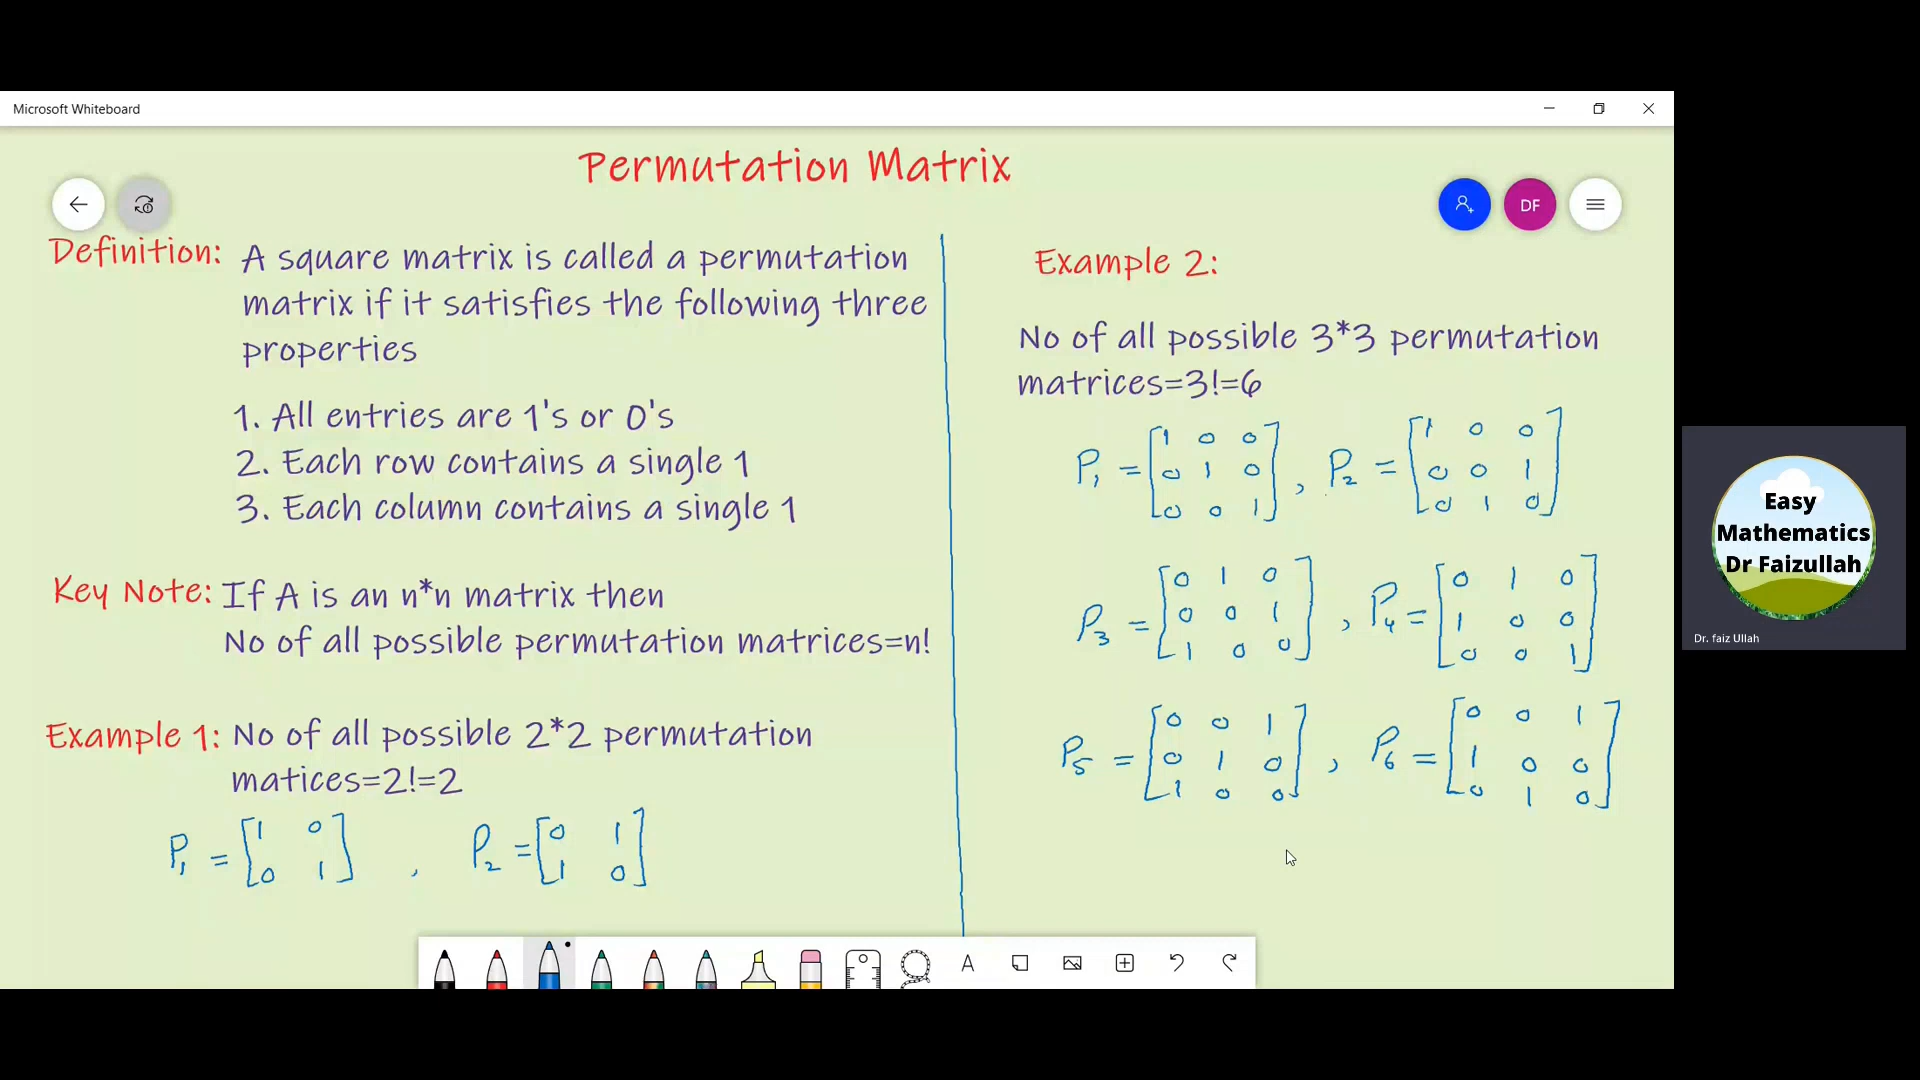 Microsoft Whiteboard
Permutation Matrix
DF
Definition: A square matrix is called a permutation
matrix if it satisfies the following three
properties
1. All entries are 1's or 0's
2. Each row contains a single 1
3. Each column contains a single 1
Key Note: If A is an n*n matrix then
No of all possible permutation matrices=n!
Example 1: No of all possible 2*2 permutation
matices=2!=2
P₁ = [1 0
0 1] , P₂ = [0 1
1 0]
Example 2:
No of all possible 3*3 permutation
matrices=3!=6
P₁ = [1 0 0
0 1 0
0 0 1] , P₂ = [1 0 0
0 0 1
0 1 0]
P₃ = [0 1 0
0 0 1
1 0 0] , P₄ = [0 1 0
1 0 0
0 0 1]
P₅ = [0 0 1
0 1 0
1 0 0] , P₆ = [0 0 1
1 0 0
0 1 0]
A
Easy
Mathematics
Dr Faizullah
Dr. faiz Ullah